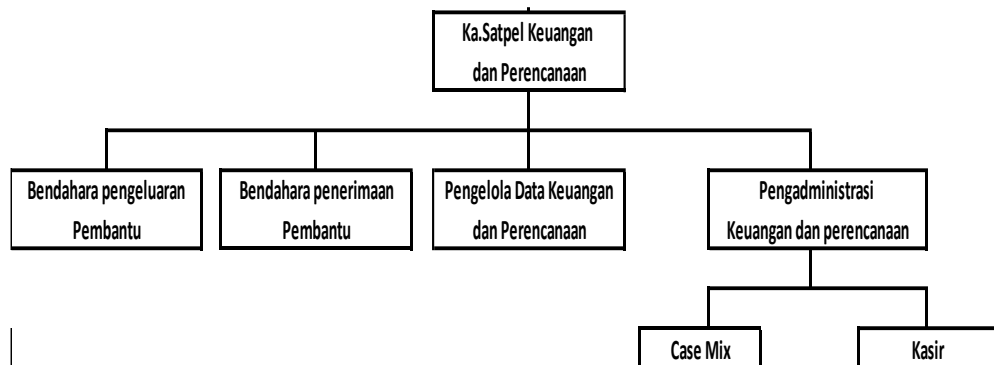 Ka.Satpel Keuangan
dan Perencanaan
Bendahara pengeluaran
Pembantu
Bendahara penerimaan
Pembantu
Pengelola Data Keuangan
dan Perencanaan
Pengadministrasi
Keuangan dan perencanaan
Case Mix
Kasir